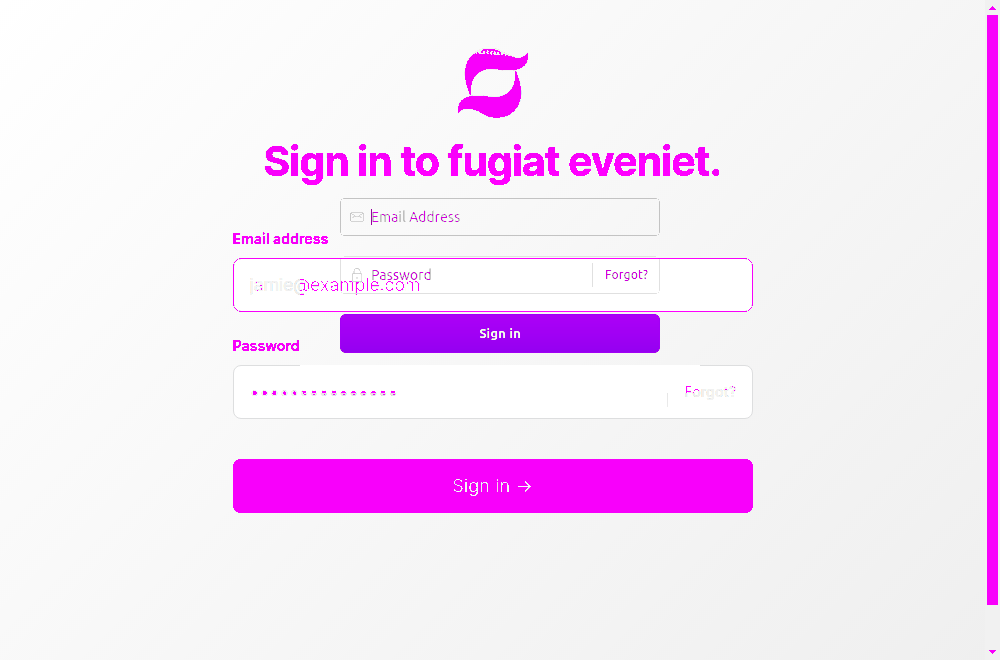 Sign in to fugiat eveniet.
Email Address
Email address
Password
Forgot?
jamie@example.com
Sign in
Password
Forgot?
Sign in →